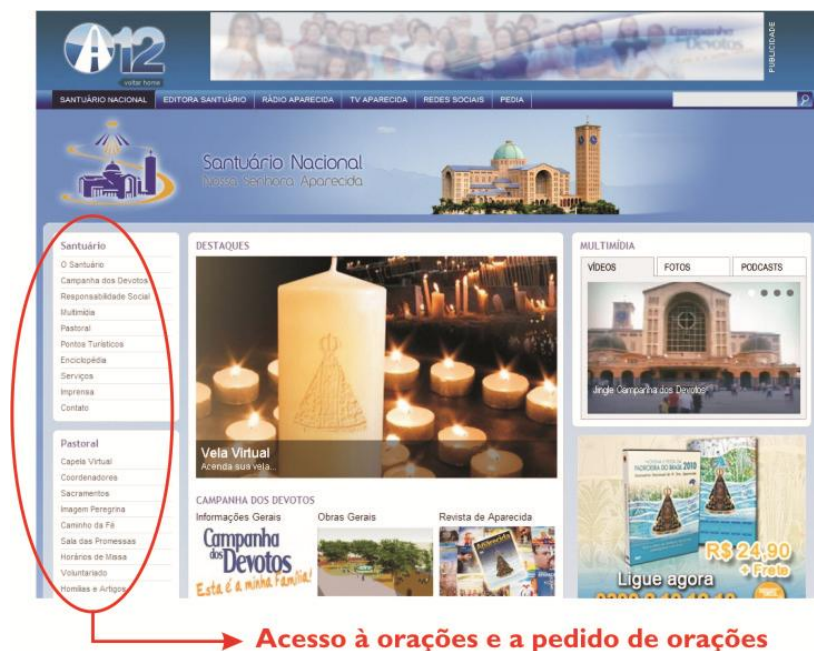 A12
voltar home
Campanha dos Devotos
PUBLICIDADE
SANTUÁRIO NACIONAL
EDITORA SANTUÁRIO
RÁDIO APARECIDA
TV APARECIDA
REDES SOCIAIS
PEDIA
Santuário Nacional
Nossa Senhora Aparecida
Santuário
O Santuário
Campanha dos Devotos
Responsabilidade Social
Multimídia
Pastoral
Pontos Turísticos
Enciclopédia
Serviços
Imprensa
Contato
Pastoral
Capela Virtual
Coordenadores
Sacramentos
Imagem Peregrina
Caminho da Fé
Sala das Promessas
Horários de Missa
Voluntariado
Homilias e Artigos
DESTAQUES
Vela Virtual
Acenda sua vela...
CAMPANHA DOS DEVOTOS
Informações Gerais
Campanha
dos Devotos
Esta é a minha Família!
Obras Gerais
Revista de Aparecida
Aparecida
MULTIMÍDIA
VÍDEOS
FOTOS
PODCASTS
Jingle Campanha dos Devotos
PADROEIRA DO BRASIL 2010
R$ 24,90
+ Frete
Ligue agora
Acesso à orações e a pedido de orações